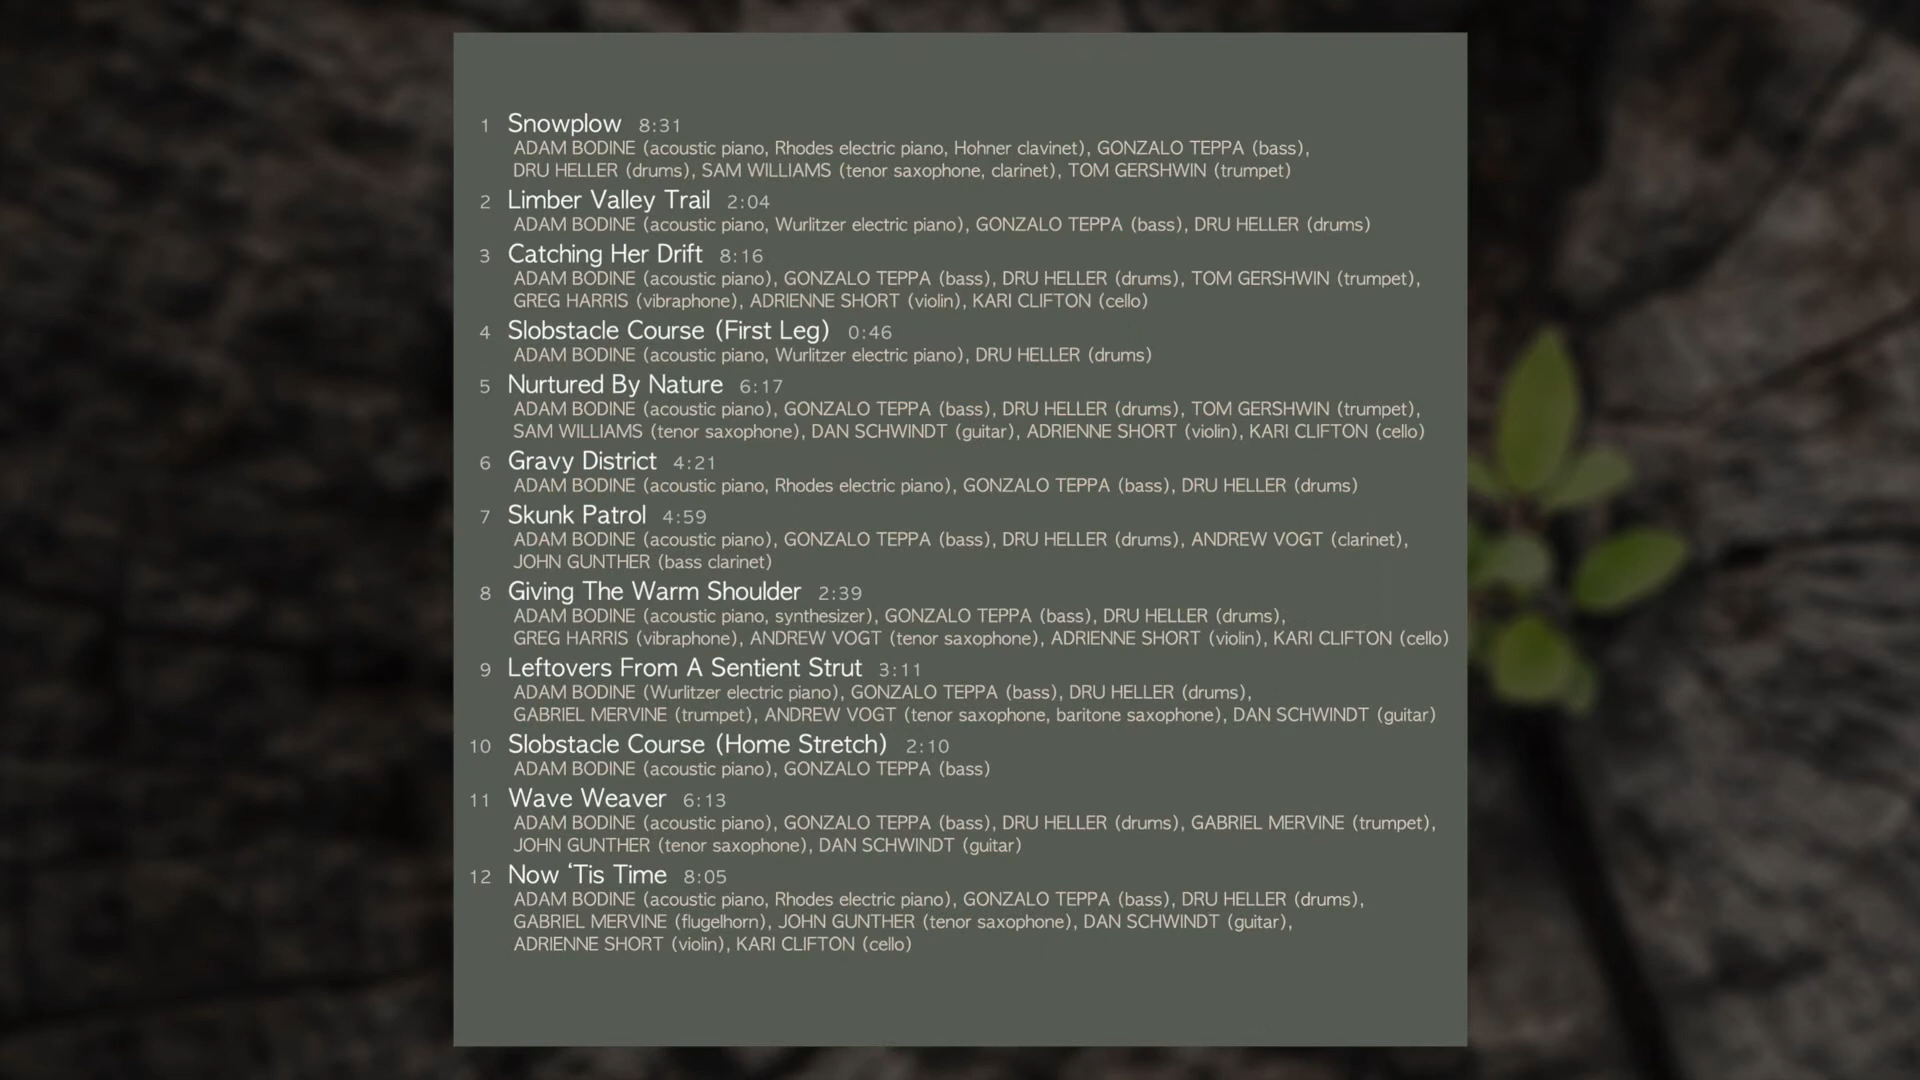 1 Snowplow 8:31
ADAM BODINE (acoustic piano, Rhodes electric piano, Hohner clavinet), GONZALO TEPPA (bass),
DRU HELLER (drums), SAM WILLIAMS (tenor saxophone, clarinet), TOM GERSHWIN (trumpet)
2 Limber Valley Trail 2:04
ADAM BODINE (acoustic piano, Wurlitzer electric piano), GONZALO TEPPA (bass), DRU HELLER (drums)
3 Catching Her Drift 8:16
ADAM BODINE (acoustic piano), GONZALO TEPPA (bass), DRU HELLER (drums), TOM GERSHWIN (trumpet),
GREG HARRIS (vibraphone), ADRIENNE SHORT (violin), KARI CLIFTON (cello)
4 Slobstacle Course (First Leg) 0:46
ADAM BODINE (acoustic piano, Wurlitzer electric piano), DRU HELLER (drums)
5 Nurtured By Nature 6:17
ADAM BODINE (acoustic piano), GONZALO TEPPA (bass), DRU HELLER (drums), TOM GERSHWIN (trumpet),
SAM WILLIAMS (tenor saxophone), DAN SCHWINDT (guitar), ADRIENNE SHORT (violin), KARI CLIFTON (cello)
6 Gravy District 4:21
ADAM BODINE (acoustic piano, Rhodes electric piano), GONZALO TEPPA (bass), DRU HELLER (drums)
7 Skunk Patrol 4:59
ADAM BODINE (acoustic piano), GONZALO TEPPA (bass), DRU HELLER (drums), ANDREW VOGT (clarinet),
JOHN GUNTHER (bass clarinet)
8 Giving The Warm Shoulder 2:39
ADAM BODINE (acoustic piano, synthesizer), GONZALO TEPPA (bass), DRU HELLER (drums),
GREG HARRIS (vibraphone), ANDREW VOGT (tenor saxophone), ADRIENNE SHORT (violin), KARI CLIFTON (cello)
9 Leftovers From A Sentient Strut 3:11
ADAM BODINE (Wurlitzer electric piano), GONZALO TEPPA (bass), DRU HELLER (drums),
GABRIEL MERVINE (trumpet), ANDREW VOGT (tenor saxophone, baritone saxophone), DAN SCHWINDT (guitar)
10 Slobstacle Course (Home Stretch) 2:10
ADAM BODINE (acoustic piano), GONZALO TEPPA (bass)
11 Wave Weaver 6:13
ADAM BODINE (acoustic piano), GONZALO TEPPA (bass), DRU HELLER (drums), GABRIEL MERVINE (trumpet),
JOHN GUNTHER (tenor saxophone), DAN SCHWINDT (guitar)
12 Now ‘Tis Time 8:05
ADAM BODINE (acoustic piano, Rhodes electric piano), GONZALO TEPPA (bass), DRU HELLER (drums),
GABRIEL MERVINE (flugelhorn), JOHN GUNTHER (tenor saxophone), DAN SCHWINDT (guitar),
ADRIENNE SHORT (violin), KARI CLIFTON (cello)